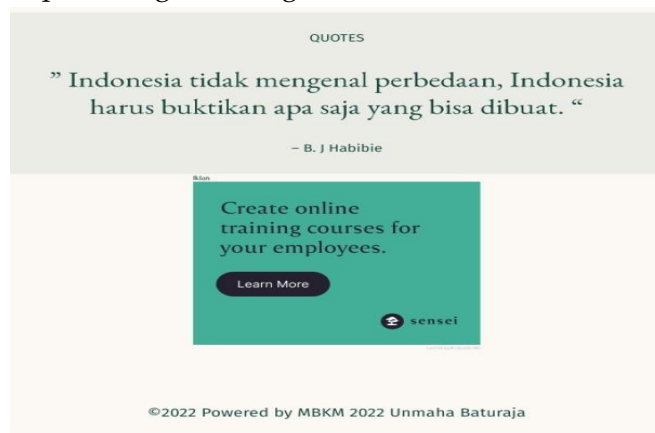 QUOTES
” Indonesia tidak mengenal perbedaan, Indonesia
harus buktikan apa saja yang bisa dibuat. “
– B. J Habibie
Iklan
Create online
training courses for
your employees.
Learn More
sensei
©2022 Powered by MBKM 2022 Unmaha Baturaja